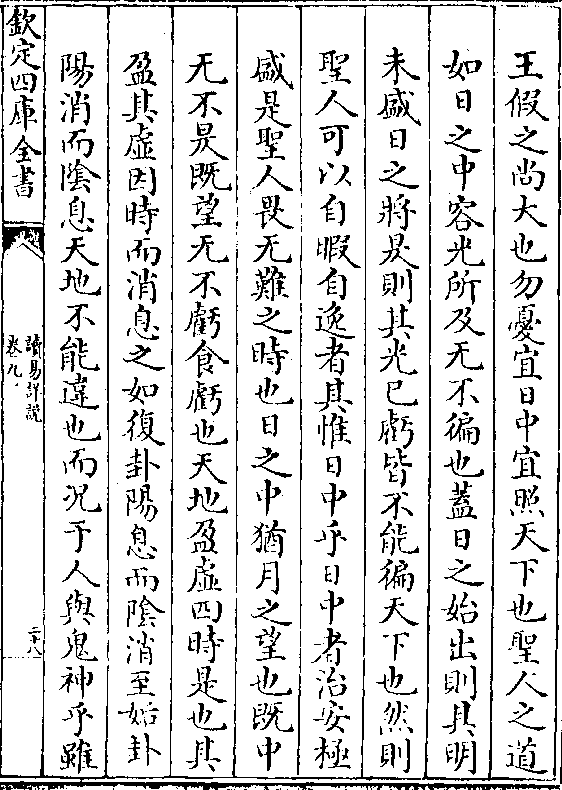 王假之尚大也勿憂宜日中宜照天下也聖人之道
如日之中容光所及无不徧也蓋日之始出則其明
未盛日之將昃則其光已虧皆不能徧天下也然則
聖人可以自暇自逸者其惟日中乎日中者治安極
盛是聖人畏无難之時也日之中猶月之望也既中
无不昃既望无不虧食虧也天地盈虛四時是也其
盈其虛因時而消息之如復卦陽息而陰消至姤卦
陽消而陰息天地不能違也而况于人與鬼神乎雖
欽定四庫全書
讀易詳說
卷九
二十八